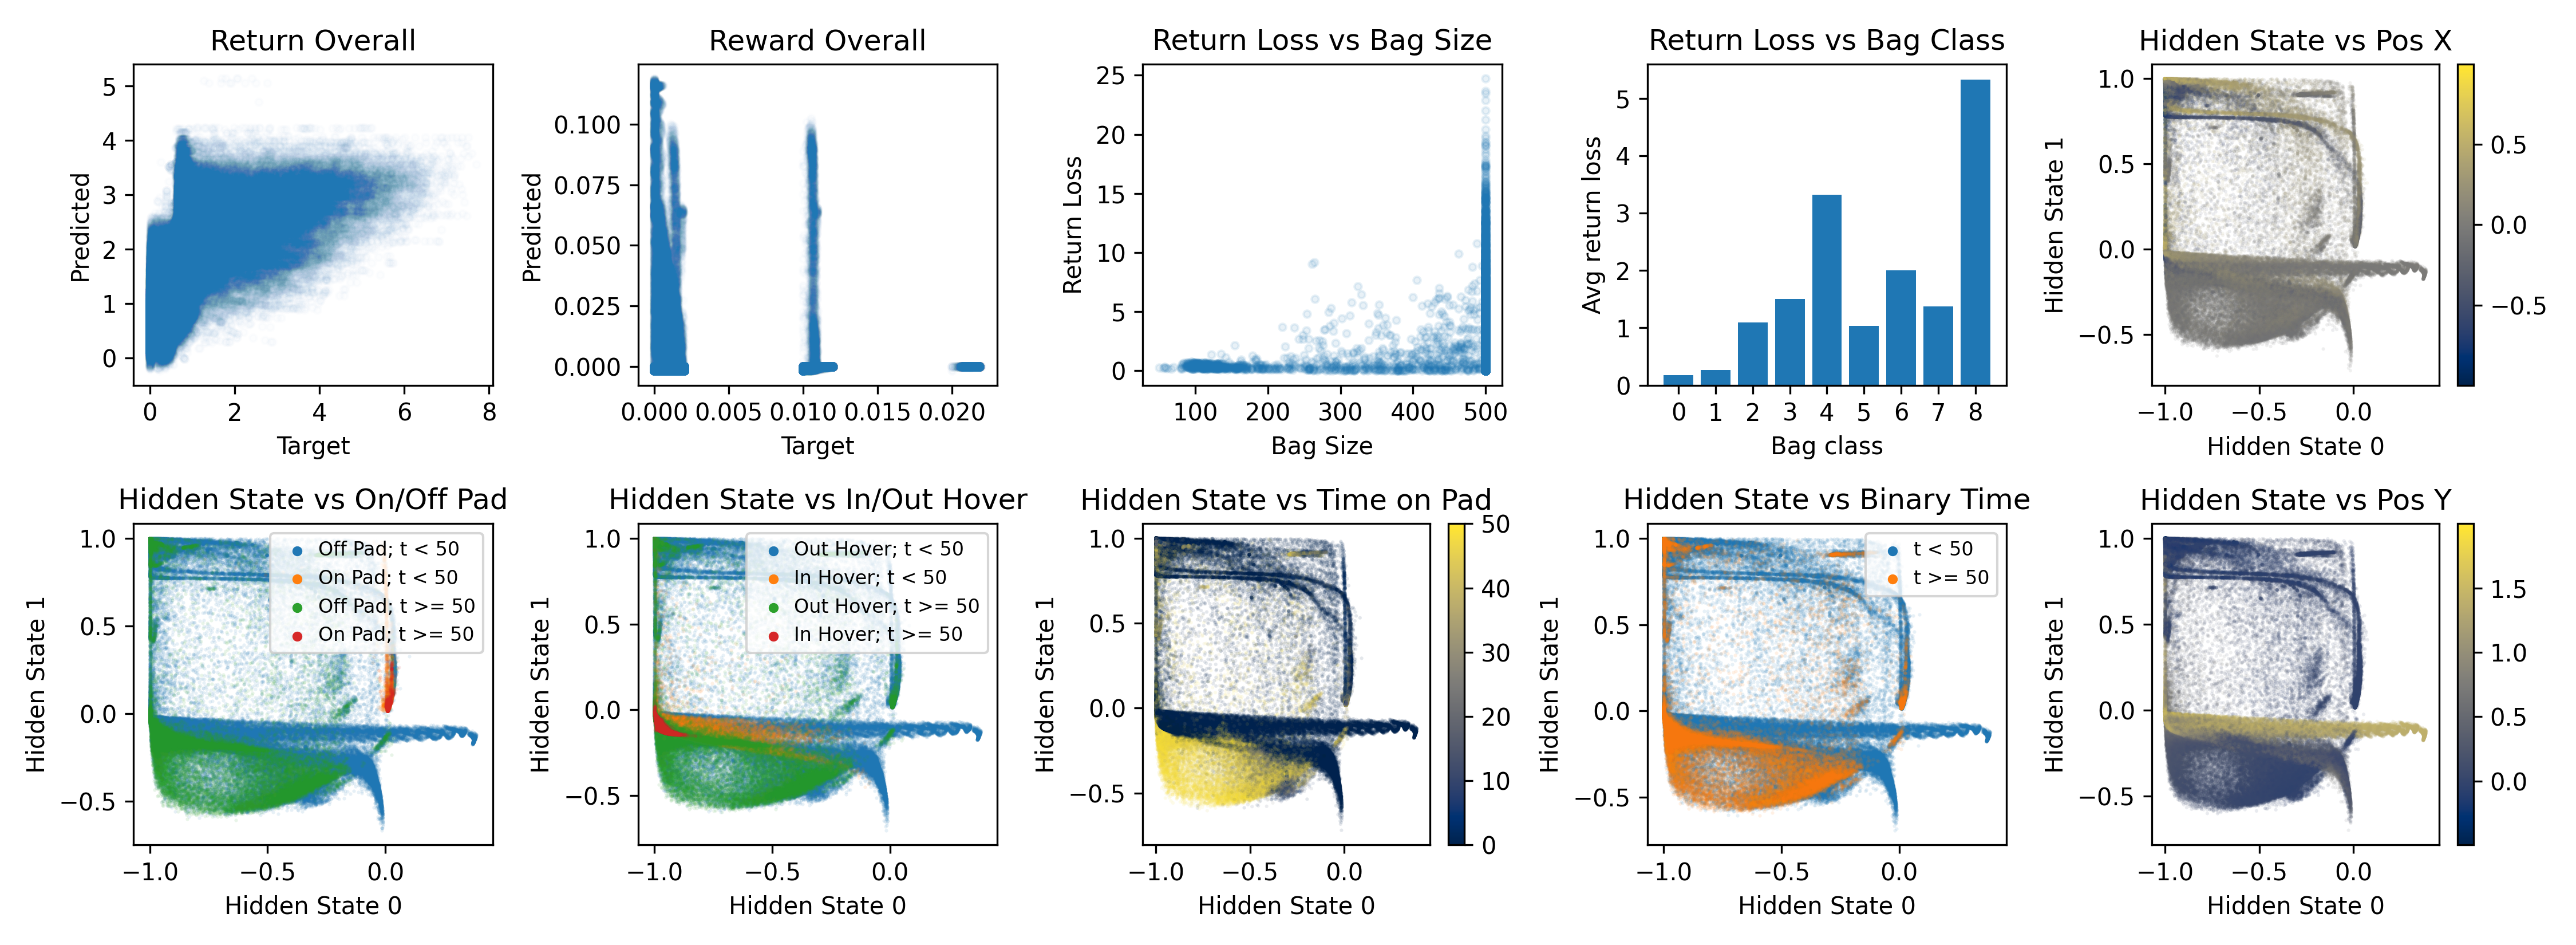 Return Overall
Predicted
5
4
3
2
1
0
0 2 4 6 8
Target
Reward Overall
Predicted
0.100
0.075
0.050
0.025
0.000
0.000 0.005 0.010 0.015 0.020
Target
Return Loss vs Bag Size
Return Loss
25
20
15
10
5
0
100 200 300 400 500
Bag Size
Return Loss vs Bag Class
Avg return loss
5
4
3
2
1
0
0 1 2 3 4 5 6 7 8
Bag class
Hidden State vs Pos X
Hidden State 1
1.0
0.5
0.0
−0.5
−1.0 −0.5 0.0
Hidden State 0
0.5
0.0
−0.5
Hidden State vs On/Off Pad
Hidden State 1
1.0
0.5
0.0
−0.5
Off Pad; t < 50
On Pad; t < 50
Off Pad; t >= 50
On Pad; t >= 50
−1.0 −0.5 0.0
Hidden State 0
Hidden State vs In/Out Hover
Hidden State 1
1.0
0.5
0.0
−0.5
Out Hover; t < 50
In Hover; t < 50
Out Hover; t >= 50
In Hover; t >= 50
−1.0 −0.5 0.0
Hidden State 0
Hidden State vs Time on Pad
Hidden State 1
1.0
0.5
0.0
−0.5
−1.0 −0.5 0.0
Hidden State 0
50
40
30
20
10
0
Hidden State vs Binary Time
Hidden State 1
1.0
0.5
0.0
−0.5
t < 50
t >= 50
−1.0 −0.5 0.0
Hidden State 0
Hidden State vs Pos Y
Hidden State 1
1.0
0.5
0.0
−0.5
−1.0 −0.5 0.0
Hidden State 0
1.5
1.0
0.5
0.0